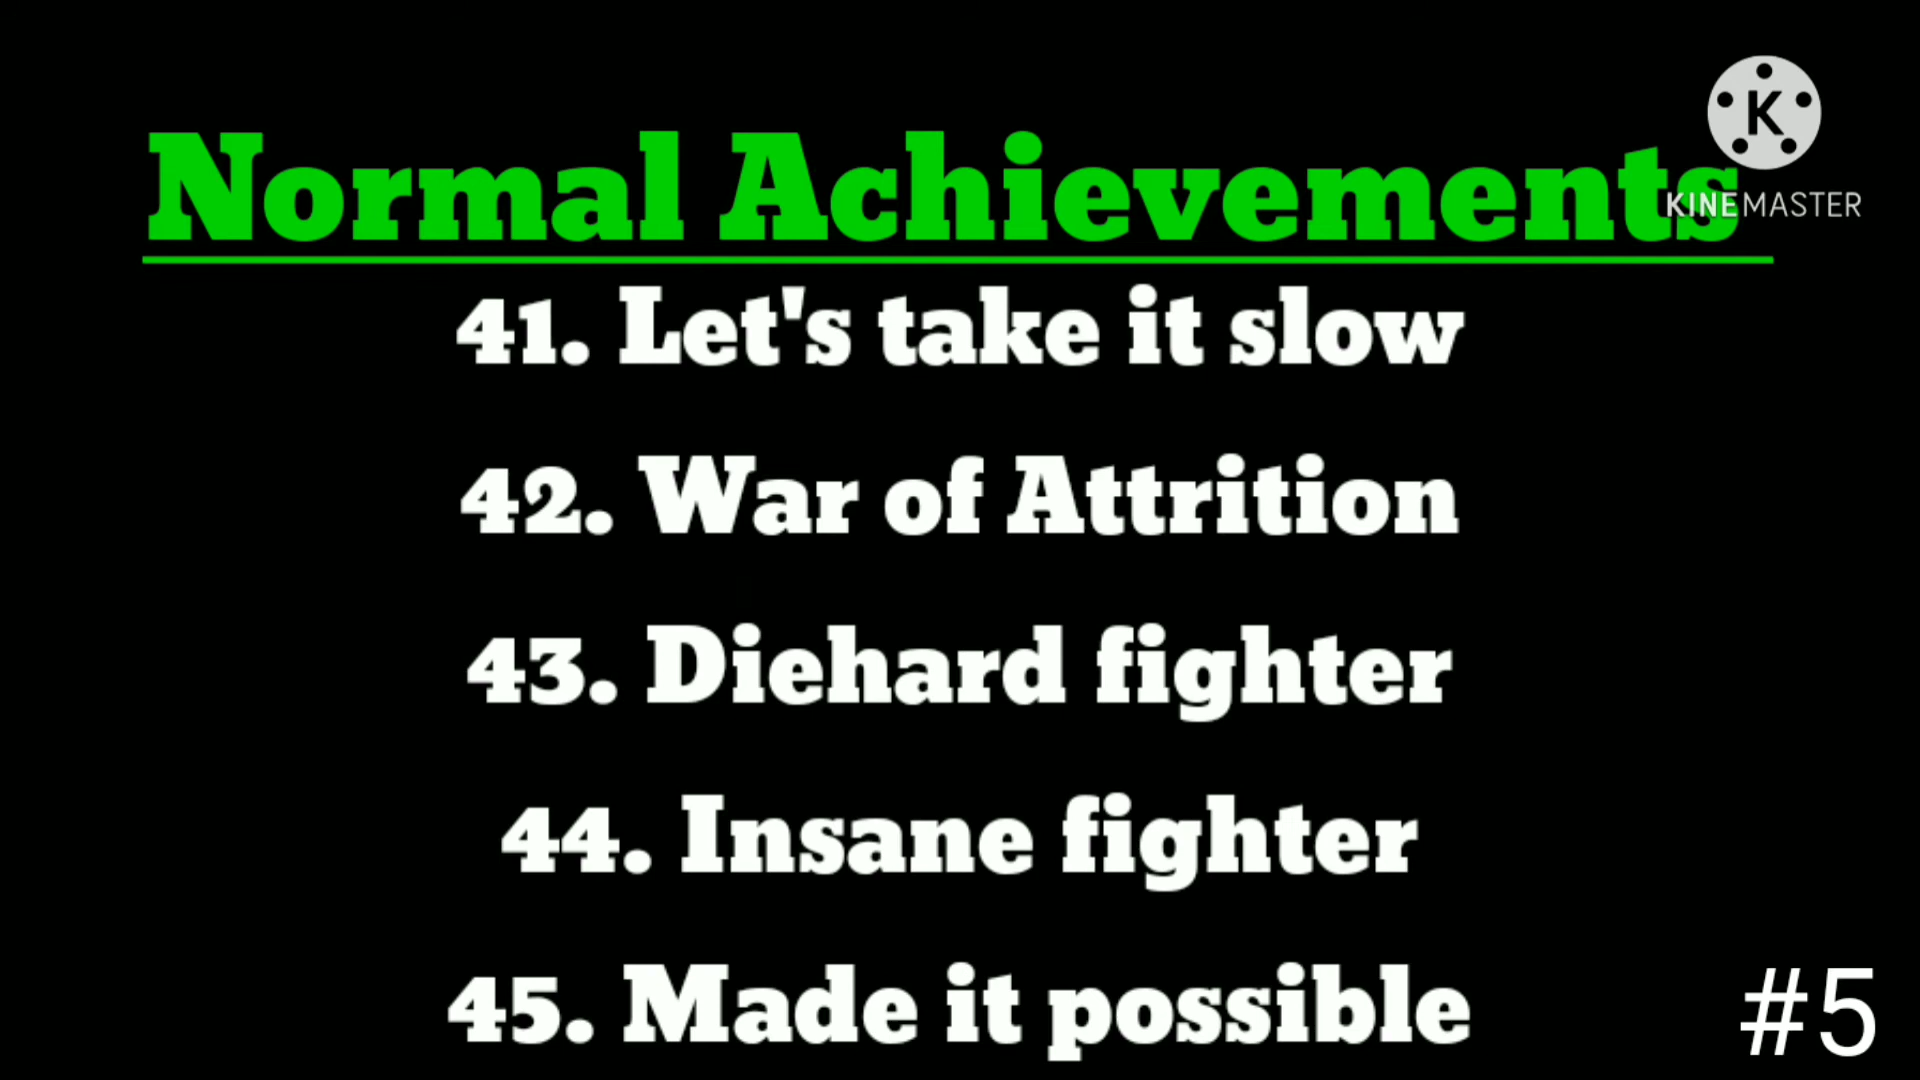 K
Normal Achievements
KINEMASTER
41. Let's take it slow
42. War of Attrition
43. Diehard fighter
44. Insane fighter
45. Made it possible
#5